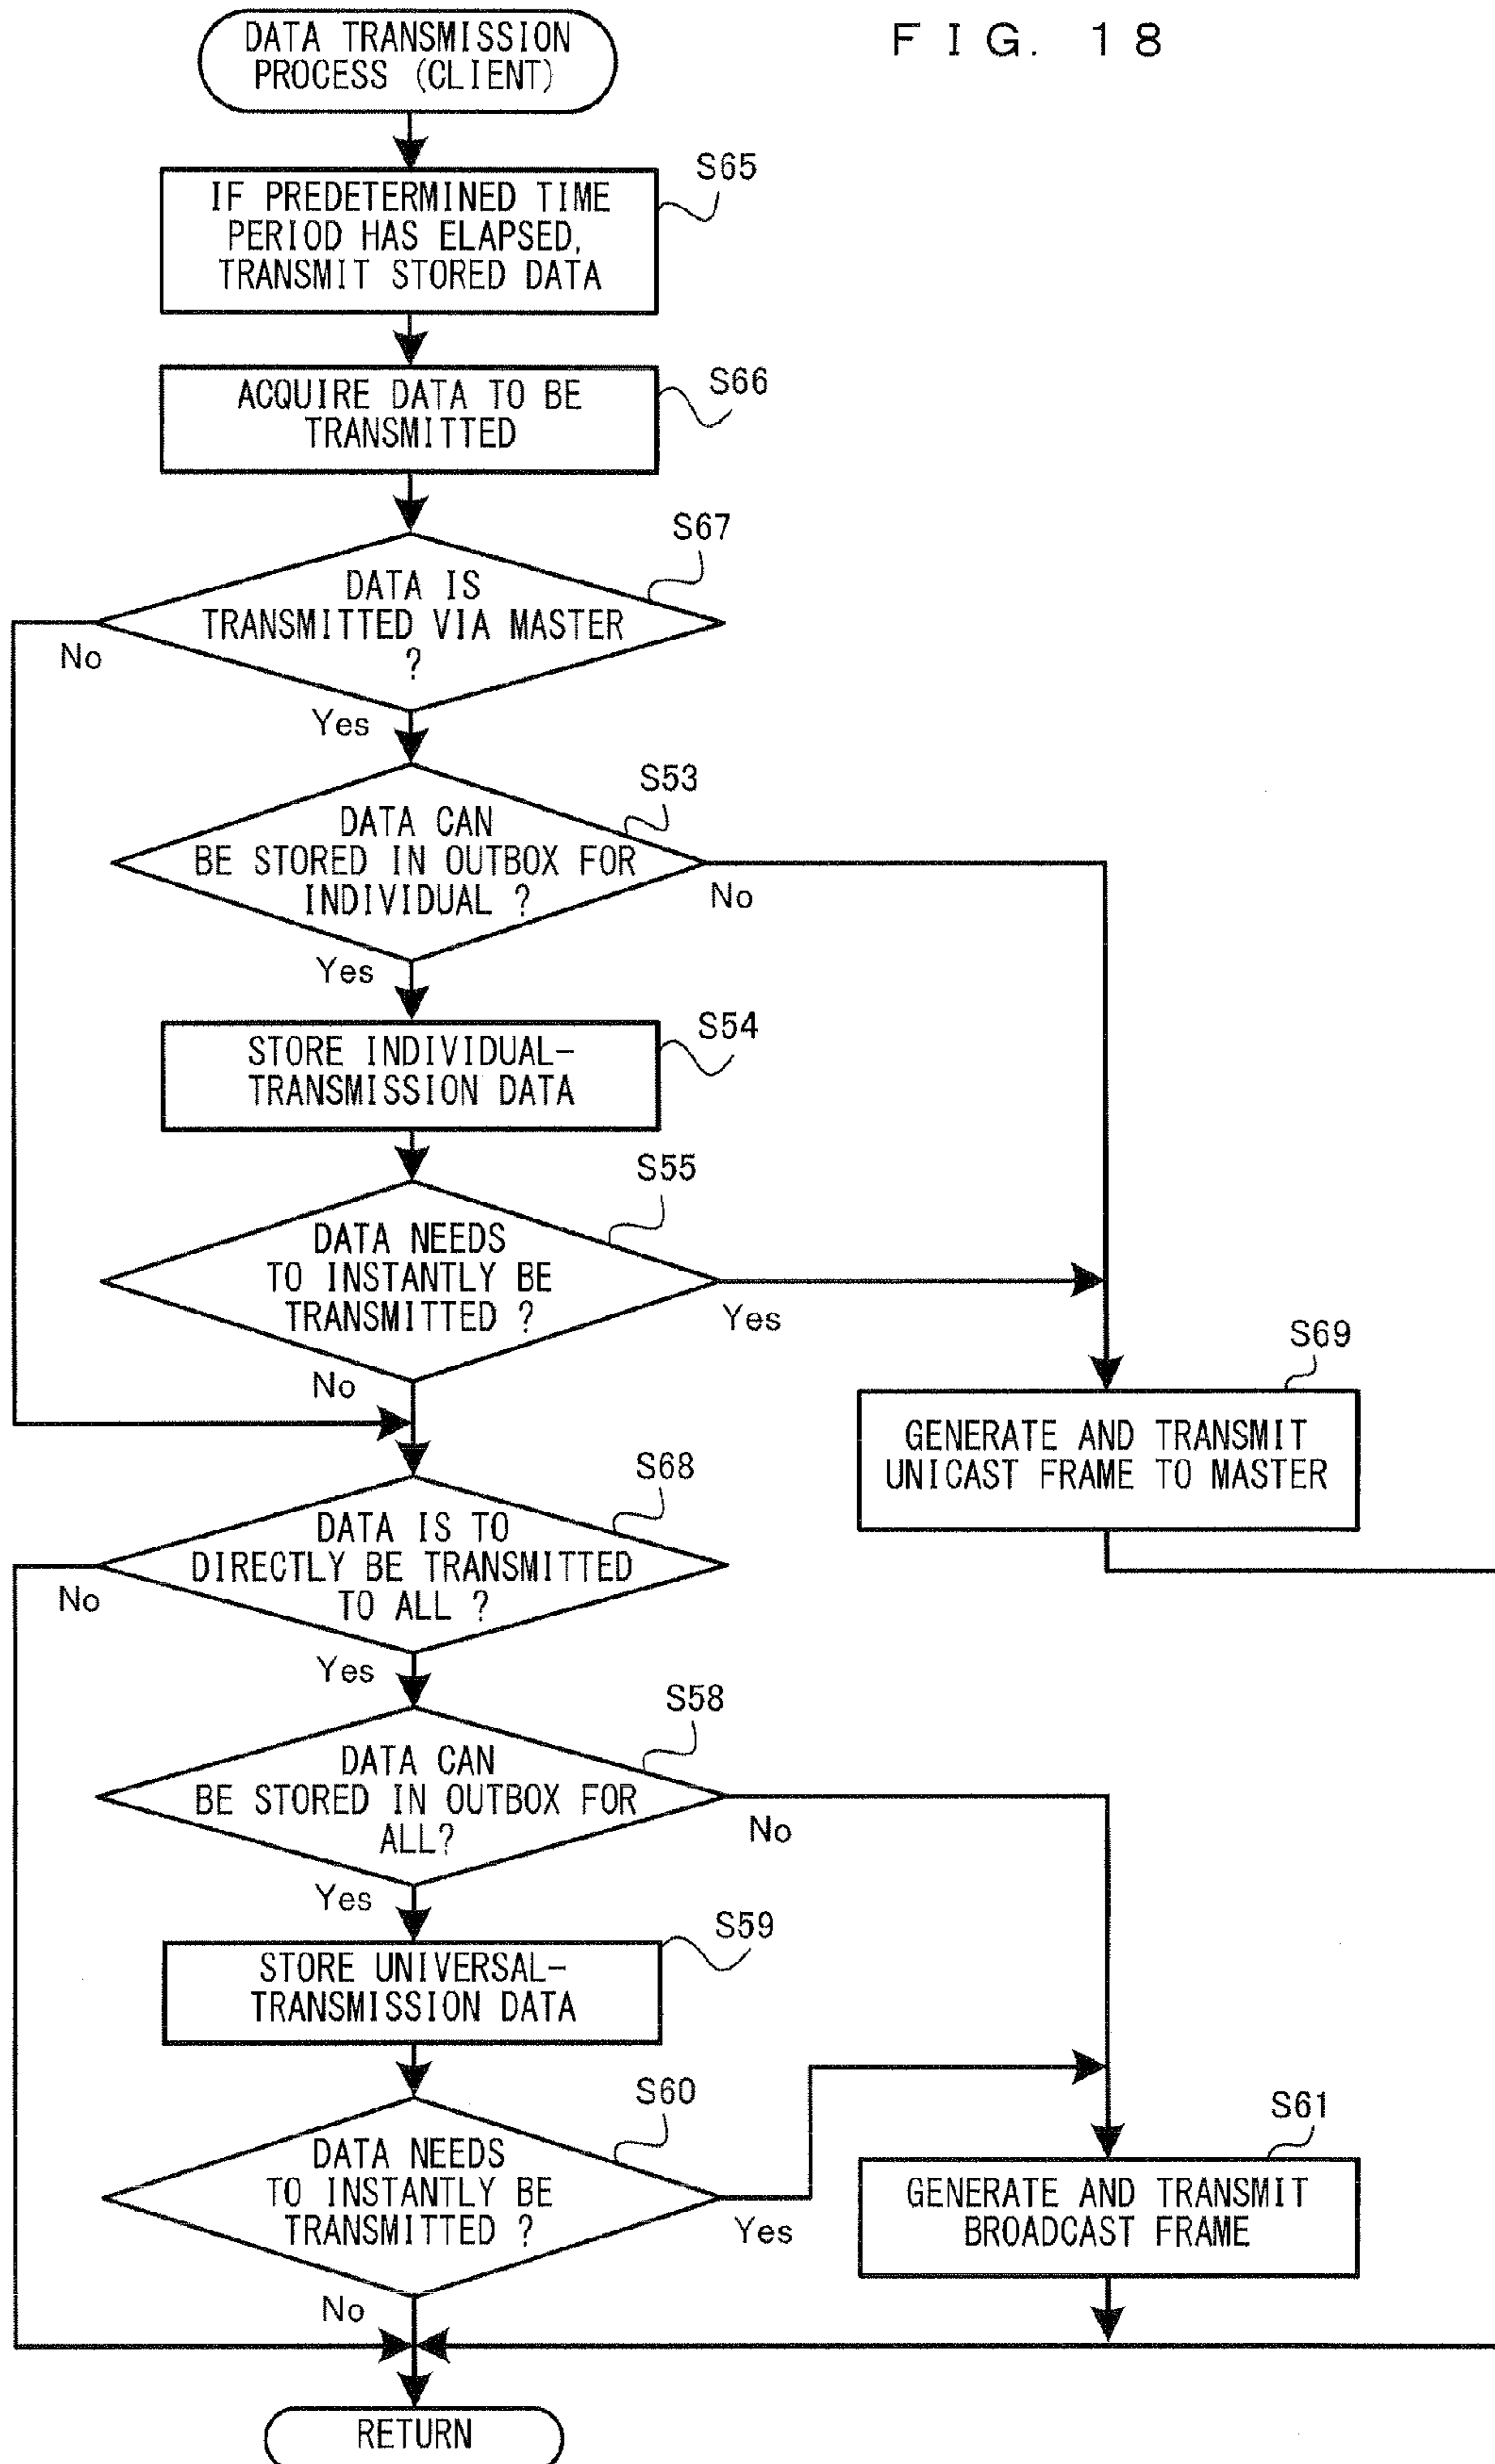 FIG. 18
DATA TRANSMISSION
PROCESS (CLIENT)
S65
IF PREDETERMINED TIME
PERIOD HAS ELAPSED,
TRANSMIT STORED DATA
S66
ACQUIRE DATA TO BE
TRANSMITTED
S67
DATA IS
TRANSMITTED VIA MASTER
?
No
Yes
S53
DATA CAN
BE STORED IN OUTBOX FOR
INDIVIDUAL ?
No
Yes
S54
STORE INDIVIDUAL-
TRANSMISSION DATA
S55
DATA NEEDS
TO INSTANTLY BE
TRANSMITTED ?
Yes
No
S69
GENERATE AND TRANSMIT
UNICAST FRAME TO MASTER
S68
DATA IS TO
DIRECTLY BE TRANSMITTED
TO ALL ?
No
Yes
S58
DATA CAN
BE STORED IN OUTBOX FOR
ALL?
No
Yes
S59
STORE UNIVERSAL-
TRANSMISSION DATA
S60
DATA NEEDS
TO INSTANTLY BE
TRANSMITTED ?
Yes
No
S61
GENERATE AND TRANSMIT
BROADCAST FRAME
RETURN